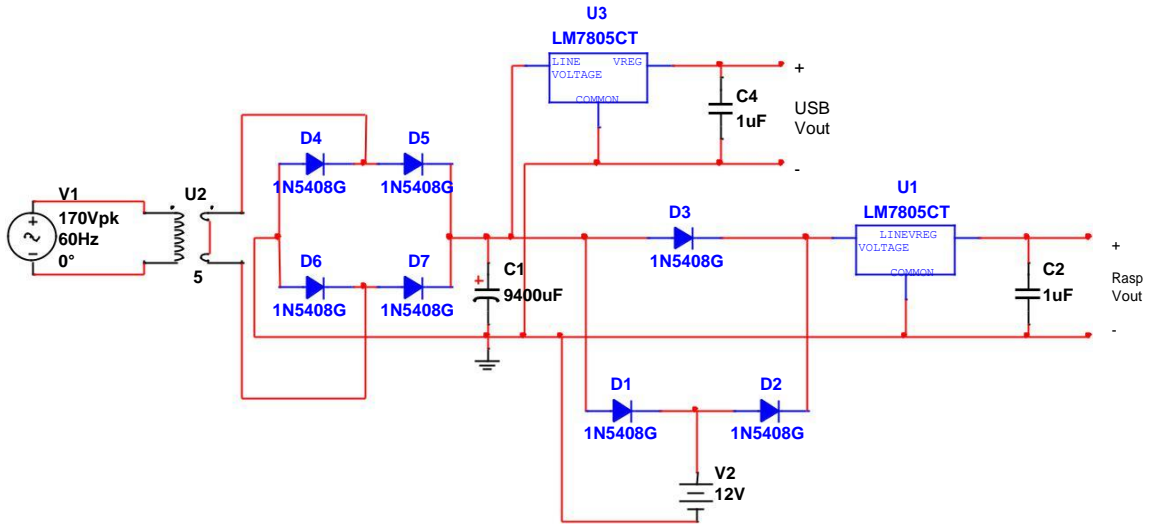 U3
LM7805CT
LINE VREG
VOLTAGE
COMMON
+
C4
1uF
USB
Vout
-
D4
D5
1N5408G
1N5408G
V1
170Vpk
60Hz
0°
U2
5
D6
D7
1N5408G
1N5408G
+
C1
9400uF
D3
1N5408G
U1
LM7805CT
LINEVREG
VOLTAGE
COMMON
+
C2
1uF
Rasp
Vout
-
D1
D2
1N5408G
1N5408G
V2
12V